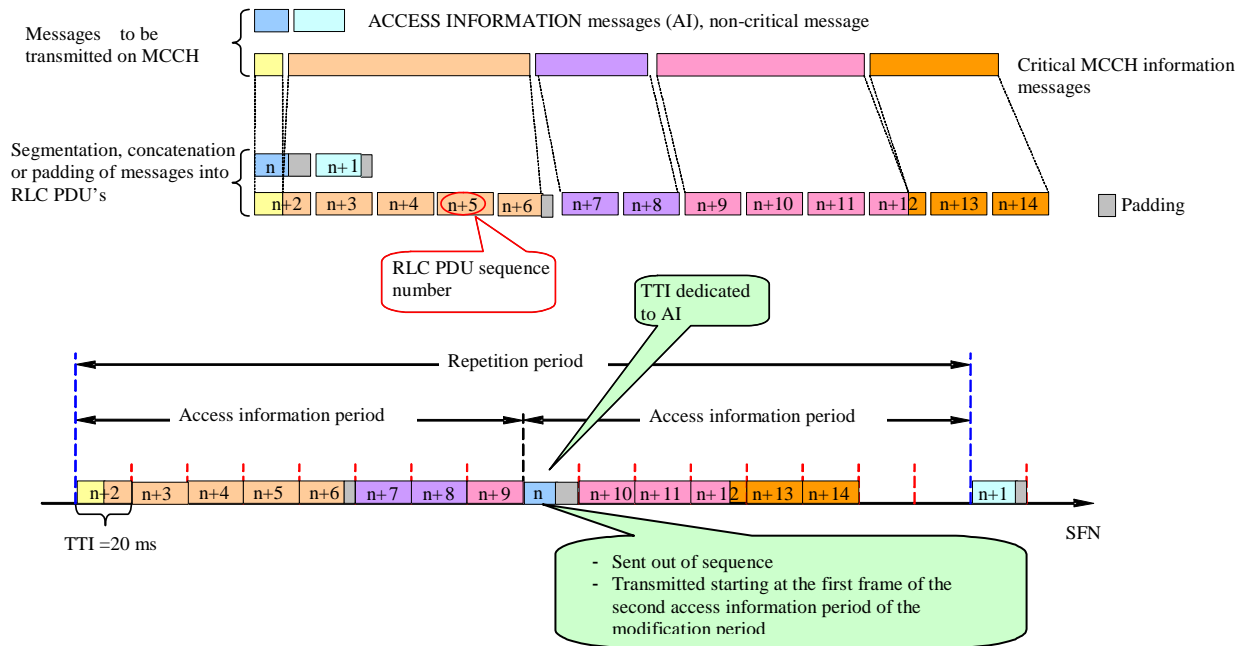 Messages to be
transmitted on MCCH
ACCESS INFORMATION messages (AI), non-critical message
Critical MCCH information
messages
Segmentation, concatenation
or padding of messages into
RLC PDU's
n
n+1
n+2
n+3
n+4
n+5
n+6
n+7
n+8
n+9
n+10
n+11
n+12
n+13
n+14
Padding
RLC PDU sequence
number
TTI dedicated
to AI
Repetition period
Access information period
Access information period
n+2
n+3
n+4
n+5
n+6
n+7
n+8
n+9
n
n+10
n+11
n+12
n+13
n+14
n+1
TTI =20 ms
SFN
- Sent out of sequence
- Transmitted starting at the first frame of the
second access information period of the
modification period